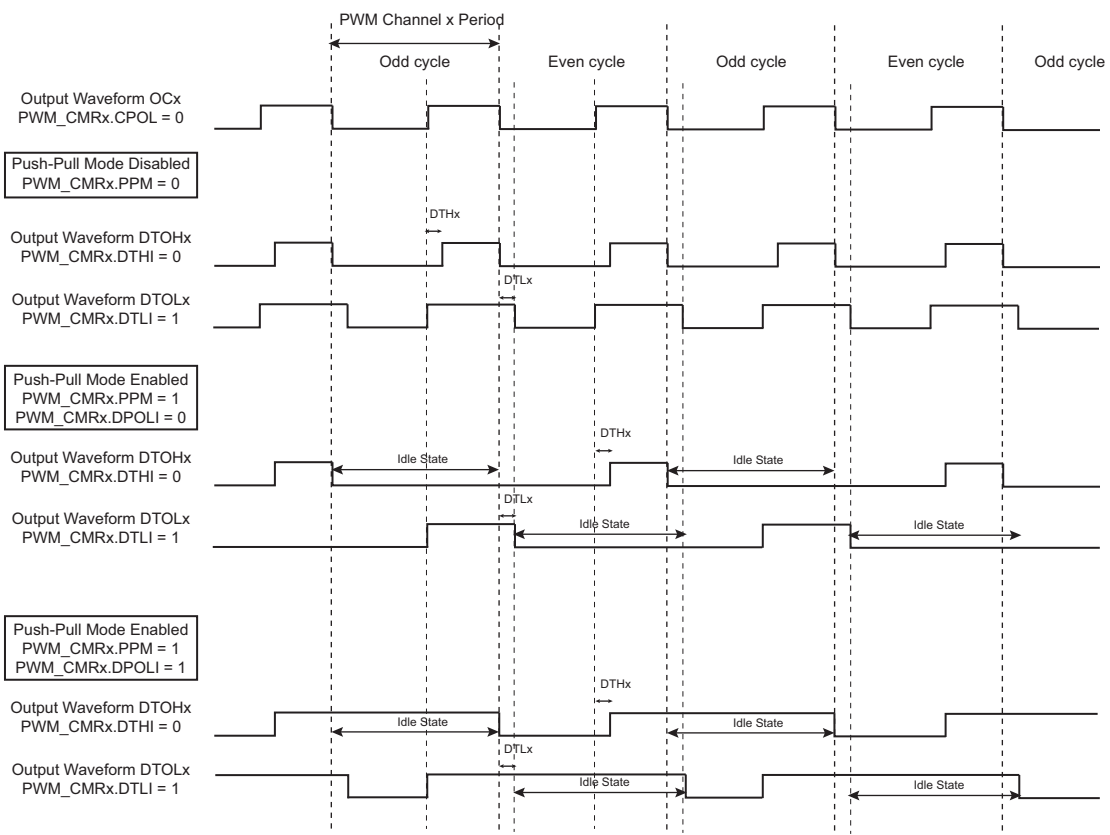 PWM Channel x Period
Odd cycle
Even cycle
Odd cycle
Even cycle
Odd cycle
Output Waveform OCx
PWM_CMRx.CPOL = 0
Push-Pull Mode Disabled
PWM_CMRx.PPM = 0
DTHx
Output Waveform DTOHx
PWM_CMRx.DTHI = 0
DTLx
Output Waveform DTOLx
PWM_CMRx.DTLI = 1
Push-Pull Mode Enabled
PWM_CMRx.PPM = 1
PWM_CMRx.DPOLI = 0
DTHx
Output Waveform DTOHx
PWM_CMRx.DTHI = 0
Idle State
Idle State
DTLx
Output Waveform DTOLx
PWM_CMRx.DTLI = 1
Idle State
Idle State
Push-Pull Mode Enabled
PWM_CMRx.PPM = 1
PWM_CMRx.DPOLI = 1
DTHx
Output Waveform DTOHx
PWM_CMRx.DTHI = 0
Idle State
Idle State
DTLx
Output Waveform DTOLx
PWM_CMRx.DTLI = 1
Idle State
Idle State